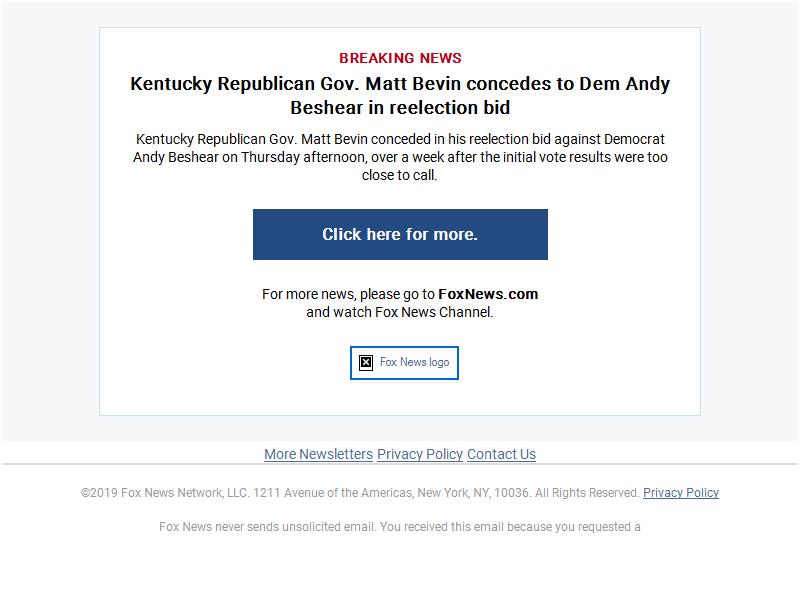 BREAKING NEWS
Kentucky Republican Gov. Matt Bevin concedes to Dem Andy
Beshear in reelection bid
Kentucky Republican Gov. Matt Bevin conceded in his reelection bid against Democrat
Andy Beshear on Thursday afternoon, over a week after the initial vote results were too
close to call.
Click here for more.
For more news, please go to FoxNews.com
and watch Fox News Channel.
Fox News logo
More Newsletters Privacy Policy Contact Us
©2019 Fox News Network, LLC. 1211 Avenue of the Americas, New York, NY, 10036. All Rights Reserved. Privacy Policy
Fox News never sends unsolicited email. You received this email because you requested a